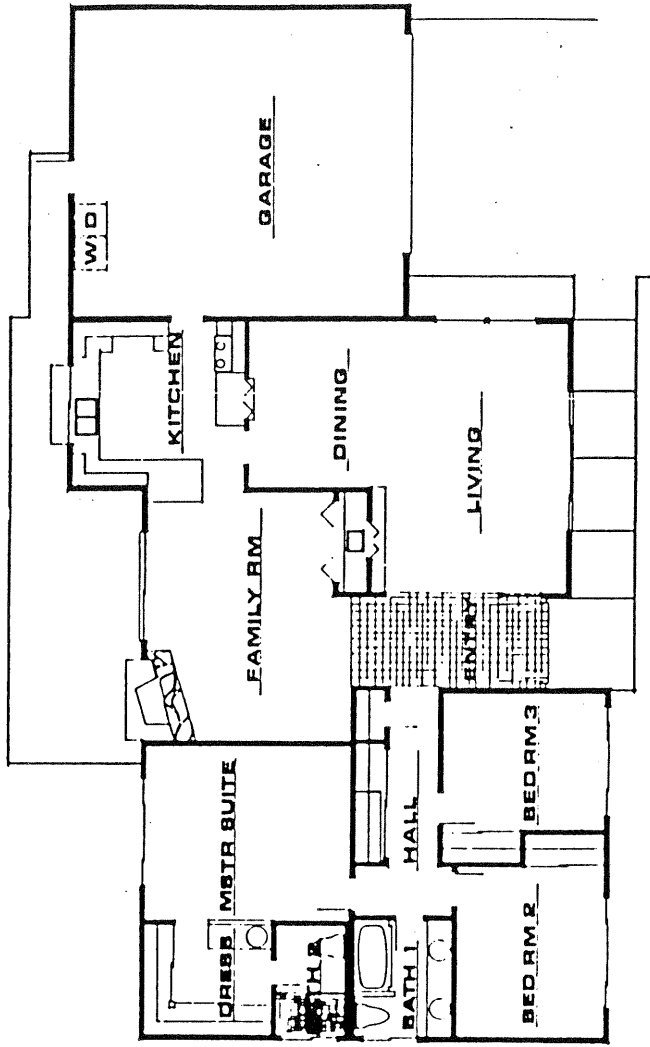 GARAGE
W D
KITCHEN
DINING
LIVING
FAMILY RM
ENTRY
MSTR SUITE
DRESS
HALL
BED RM 3
BATH 1
BED RM 2